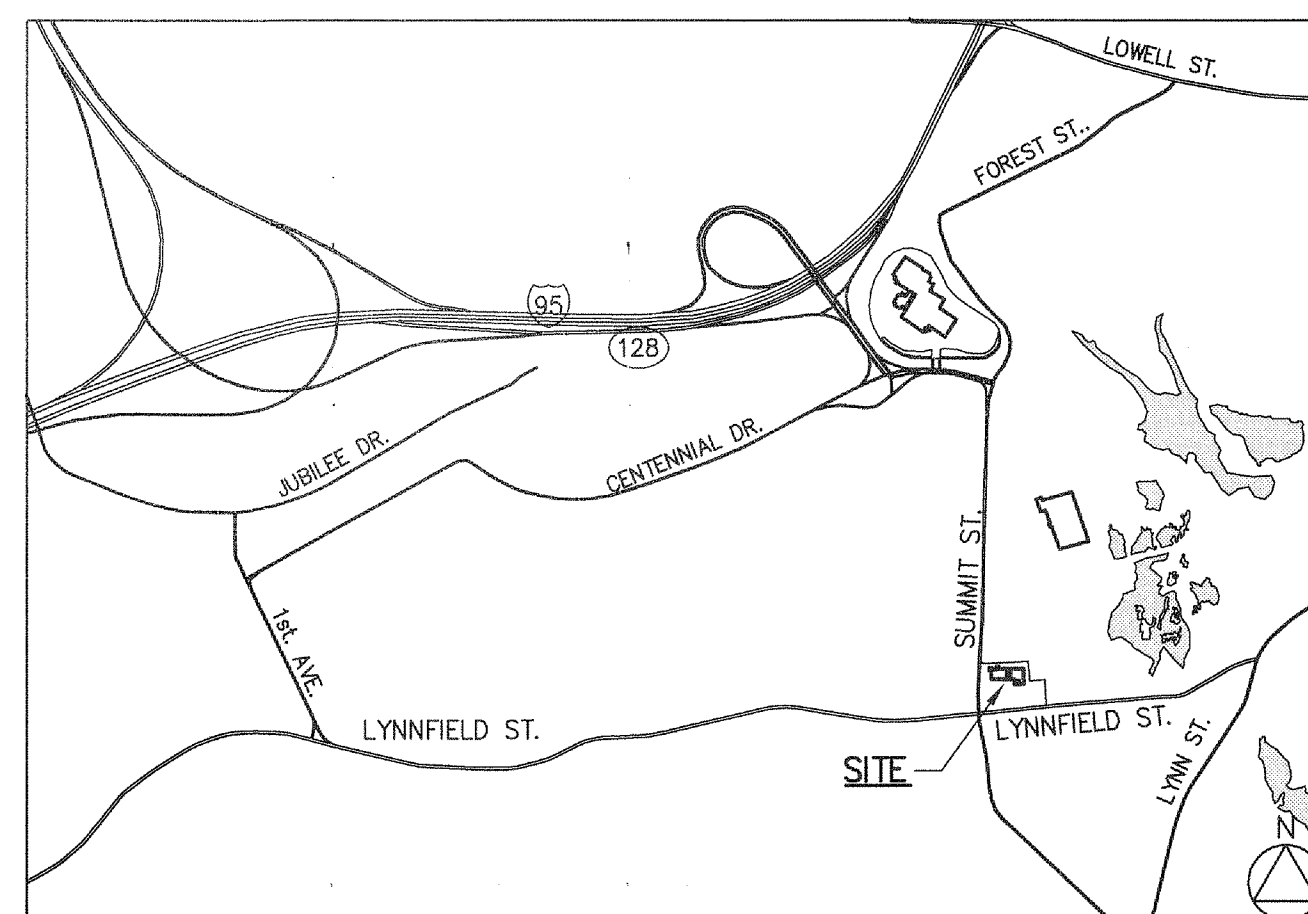 LOWELL ST.
FOREST ST..
95
128
JUBILEE DR.
CENTENNIAL DR.
SUMMIT ST.
1st. AVE.
LYNNFIELD ST.
LYNNFIELD ST.
SITE
LYNN ST.
N